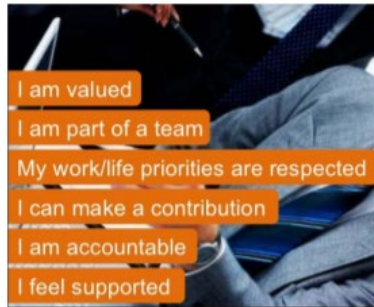 I am valued
I am part of a team
My work/life priorities are respected
I can make a contribution
I am accountable
I feel supported